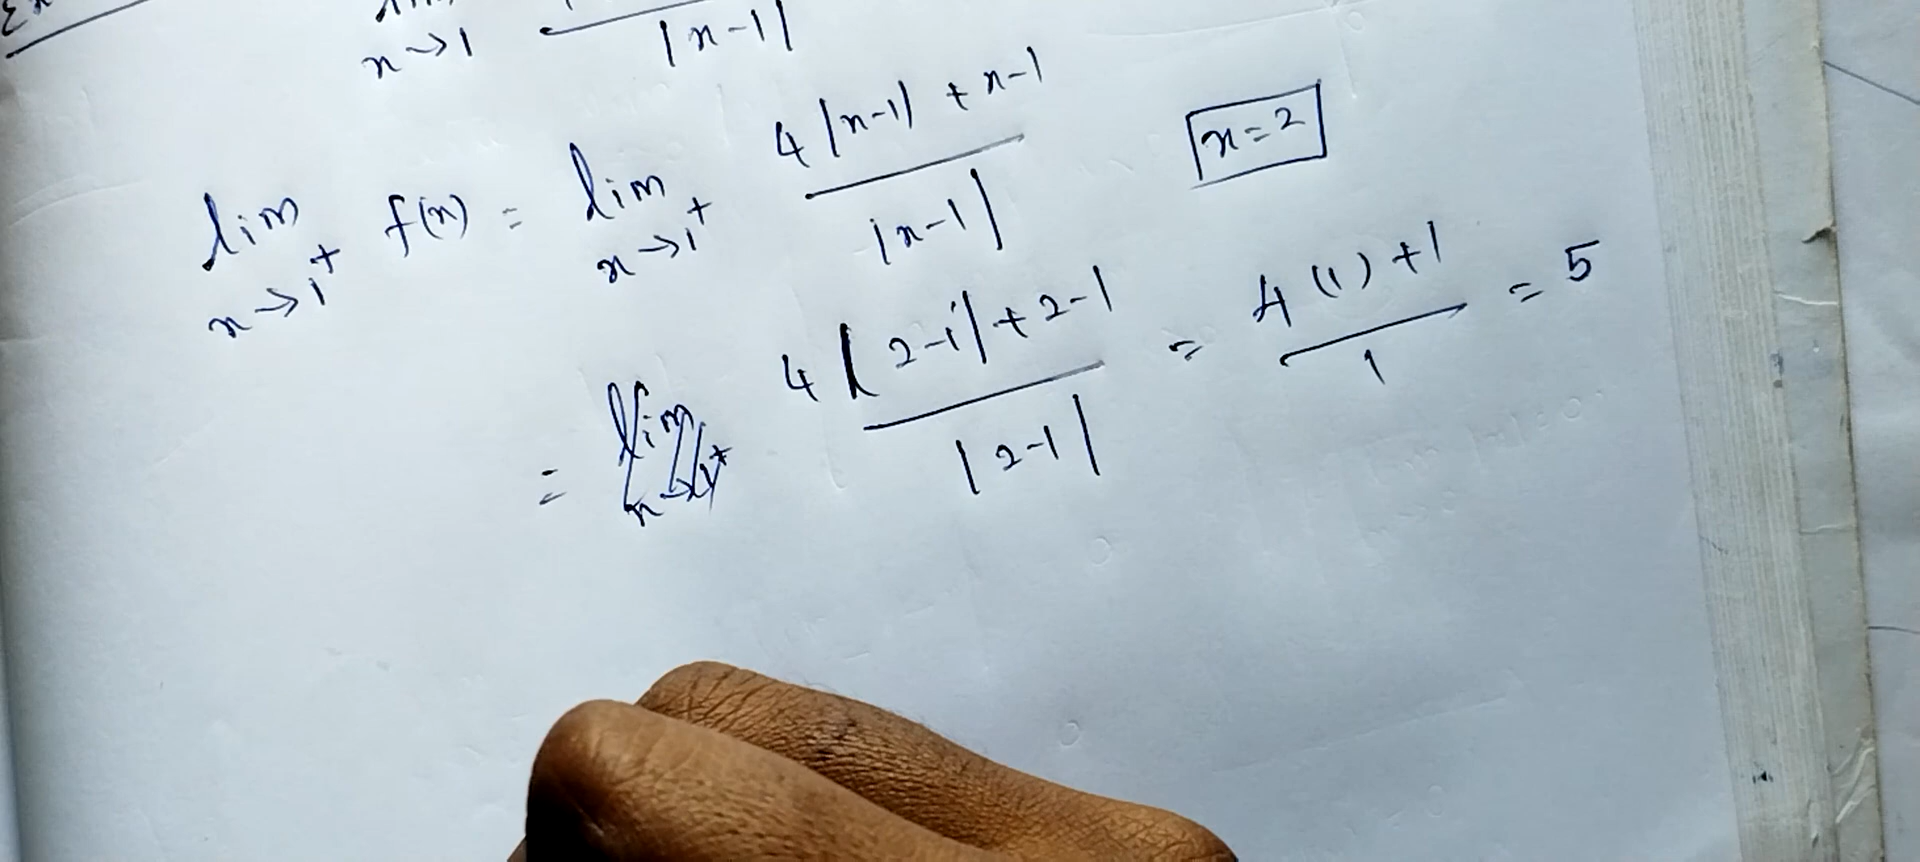 x→1 |x-1|
lim x→1⁺ f(x) = lim x→1⁺ 4|x-1| + x-1 / |x-1| x=2
= 4|2-1| + 2-1 / |2-1| = 4(1)+1 / 1 = 5